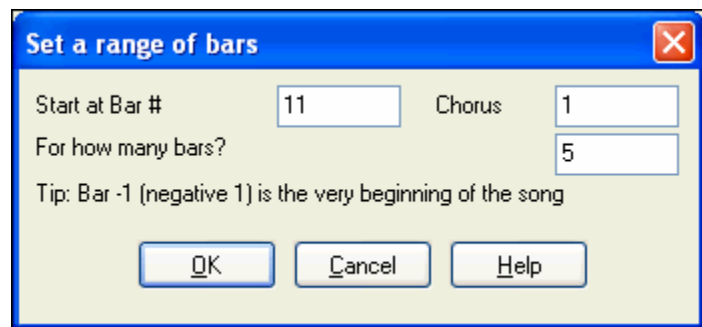 Set a range of bars
Start at Bar # 11 Chorus 1
For how many bars? 5
Tip: Bar -1 (negative 1) is the very beginning of the song
OK Cancel Help